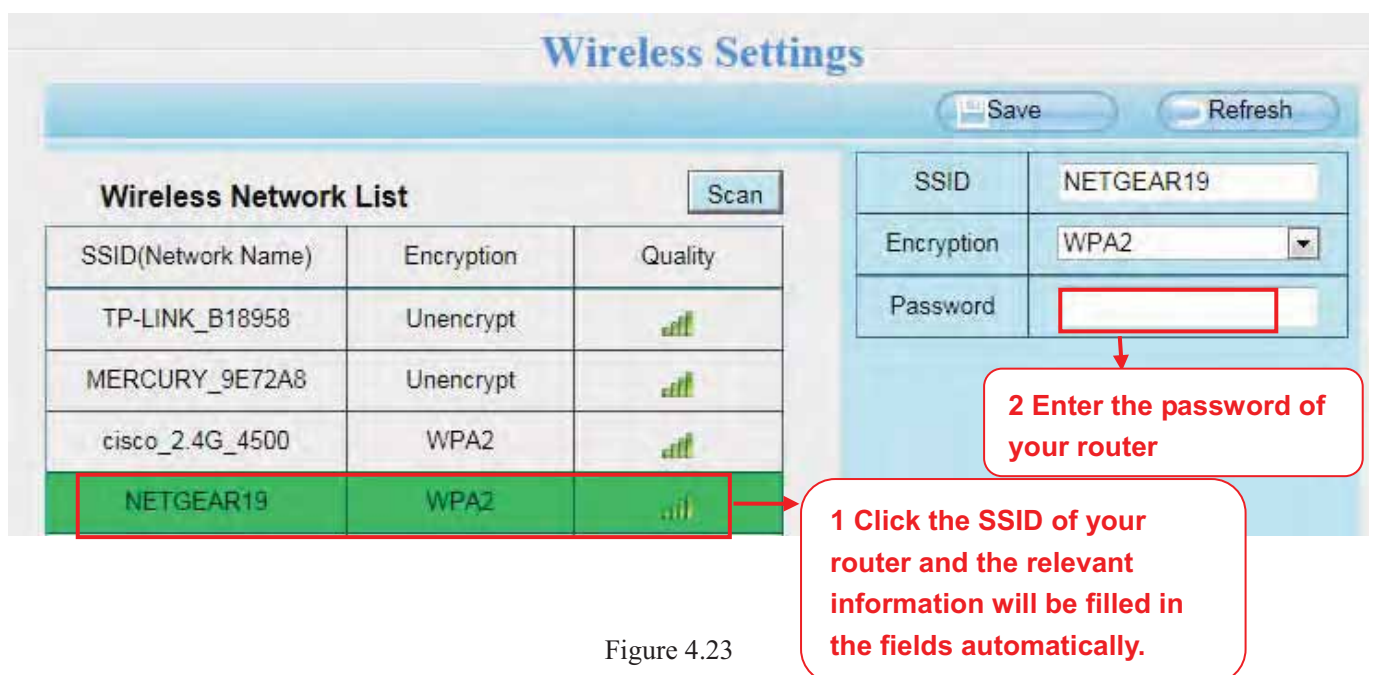 Wireless Settings
Save Refresh
Wireless Network List Scan
SSID(Network Name) Encryption Quality
TP-LINK_B18958 Unencrypt
MERCURY_9E72A8 Unencrypt
cisco_2.4G_4500 WPA2
NETGEAR19 WPA2
SSID NETGEAR19
Encryption WPA2
Password
2 Enter the password of
your router
1 Click the SSID of your
router and the relevant
information will be filled in
the fields automatically.
Figure 4.23